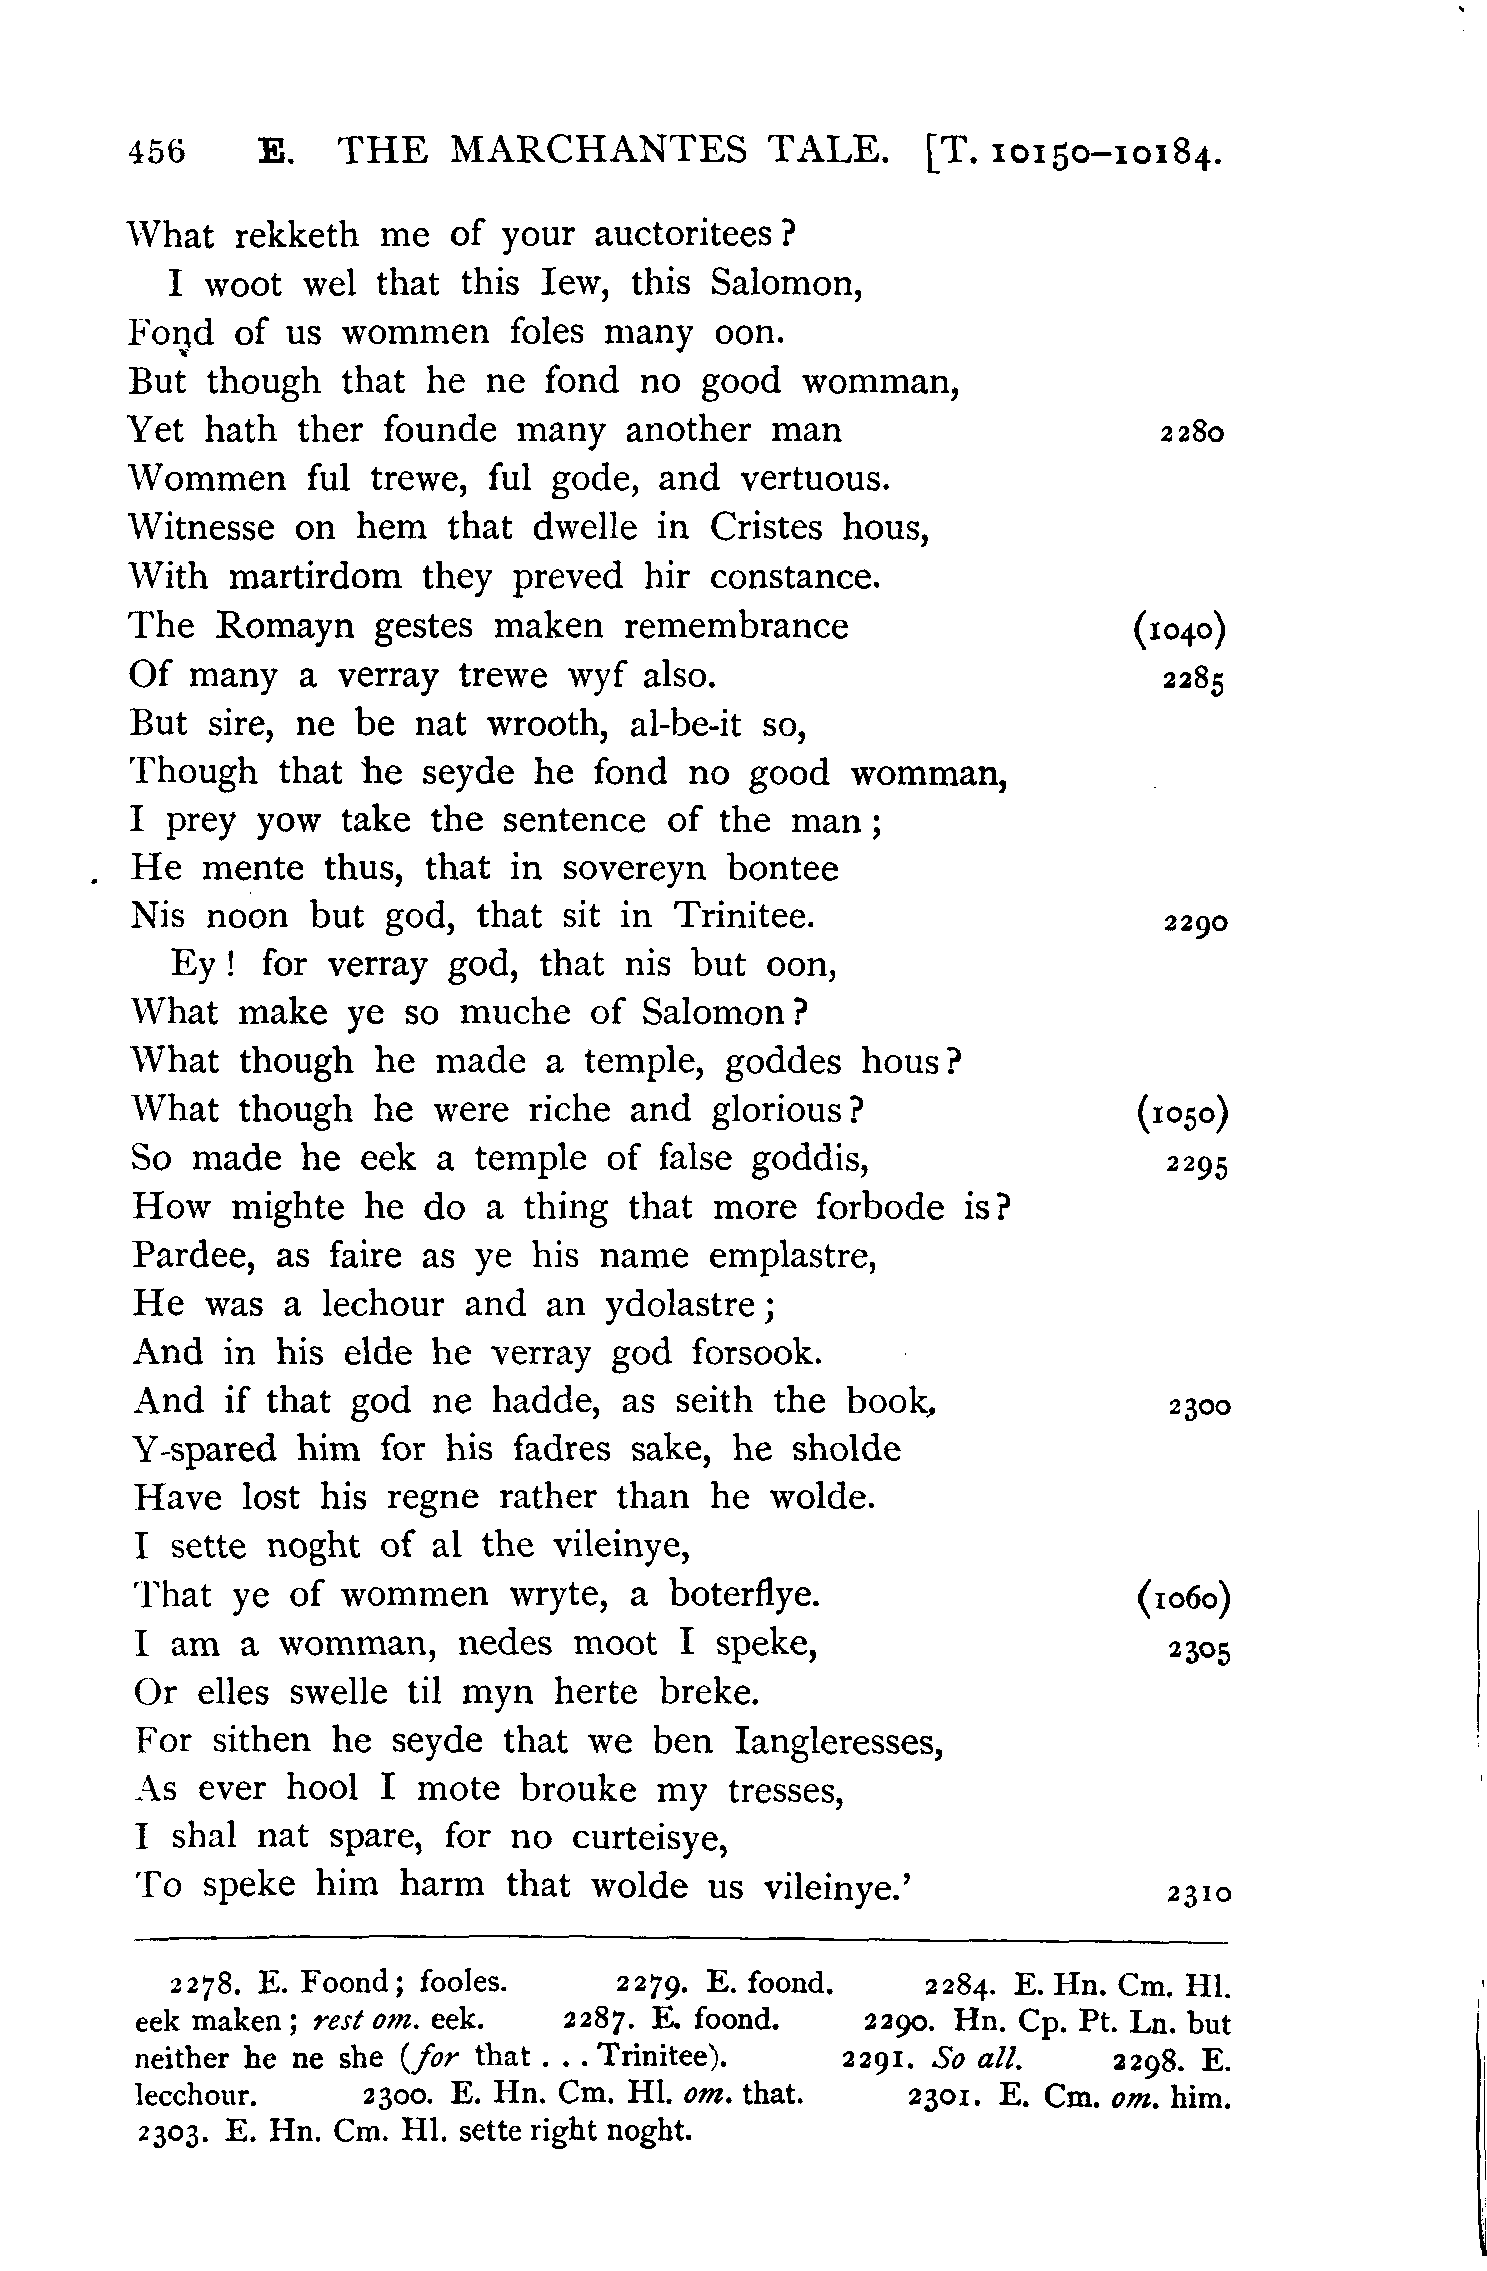 456 E. THE MARCHANTES TALE. [T. 10150–10184.
What rekketh me of your auctoritees?
I woot wel that this Iew, this Salomon,
Fond of us wommen foles many oon.
But though that he ne fond no good womman,
Yet hath ther founde many another man 2280
Wommen ful trewe, ful gode, and vertuous.
Witnesse on hem that dwelle in Cristes hous,
With martirdom they preved hir constance.
The Romayn gestes maken remembrance (1040)
Of many a verray trewe wyf also. 2285
But sire, ne be nat wrooth, al-be-it so,
Though that he seyde he fond no good womman,
I prey yow take the sentence of the man;
He mente thus, that in sovereyn bontee
Nis noon but god, that sit in Trinitee. 2290
Ey! for verray god, that nis but oon,
What make ye so muche of Salomon?
What though he made a temple, goddes hous?
What though he were riche and glorious? (1050)
So made he eek a temple of false goddis, 2295
How mighte he do a thing that more forbode is?
Pardee, as faire as ye his name emplastre,
He was a lechour and an ydolastre;
And in his elde he verray god forsook.
And if that god ne hadde, as seith the book, 2300
Y-spared him for his fadres sake, he sholde
Have lost his regne rather than he wolde.
I sette noght of al the vileinye,
That ye of wommen wryte, a boterflye. (1060)
I am a womman, nedes moot I speke, 2305
Or elles swelle til myn herte breke.
For sithen he seyde that we ben Iangleresses,
As ever hool I mote brouke my tresses,
I shal nat spare, for no curteisye,
To speke him harm that wolde us vileinye.' 2310
2278. E. Foond; fooles. 2279. E. foond. 2284. E. Hn. Cm. Hl.
eek maken; rest om. eek. 2287. E. foond. 2290. Hn. Cp. Pt. Ln. but
neither he ne she (for that . . . Trinitee). 2291. So all. 2298. E.
lecchour. 2300. E. Hn. Cm. Hl. om. that. 2301. E. Cm. om. him.
2303. E. Hn. Cm. Hl. sette right noght.